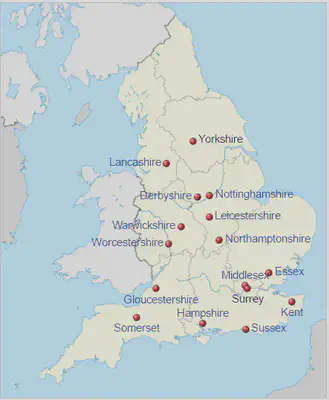 Yorkshire
Lancashire
Derbyshire
Nottinghamshire
Leicestershire
Warwickshire
Worcestershire
Northamptonshire
Middlesex
Essex
Gloucestershire
Surrey
Somerset
Hampshire
Kent
Sussex